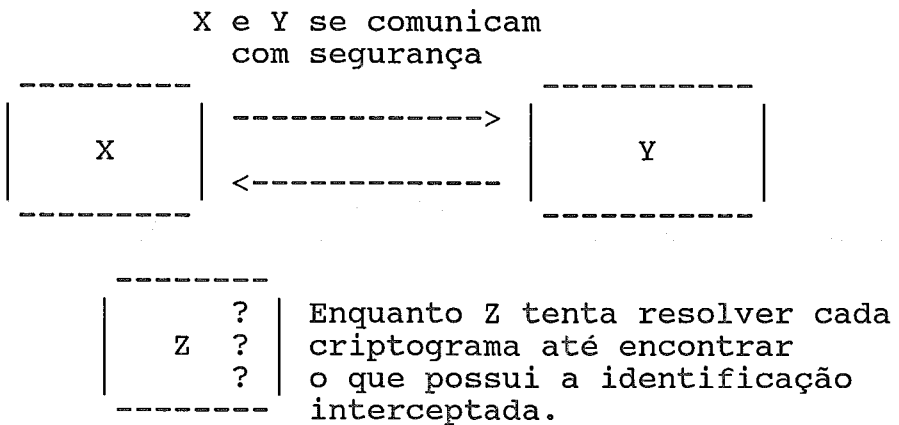 X e Y se comunicam
com segurança
X
Y
Z ?
?
?
Enquanto Z tenta resolver cada
criptograma até encontrar
o que possui a identificação
interceptada.